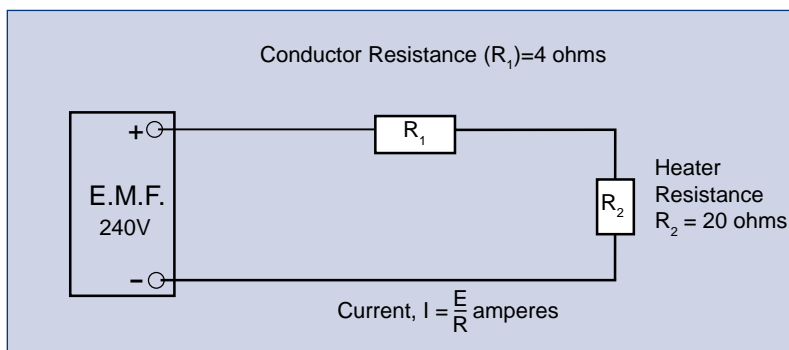 Conductor Resistance (R₁)=4 ohms
+
R₁
E.M.F.
240V
Heater
Resistance
R₂
R₂ = 20 ohms
–
Current, I = E/R amperes